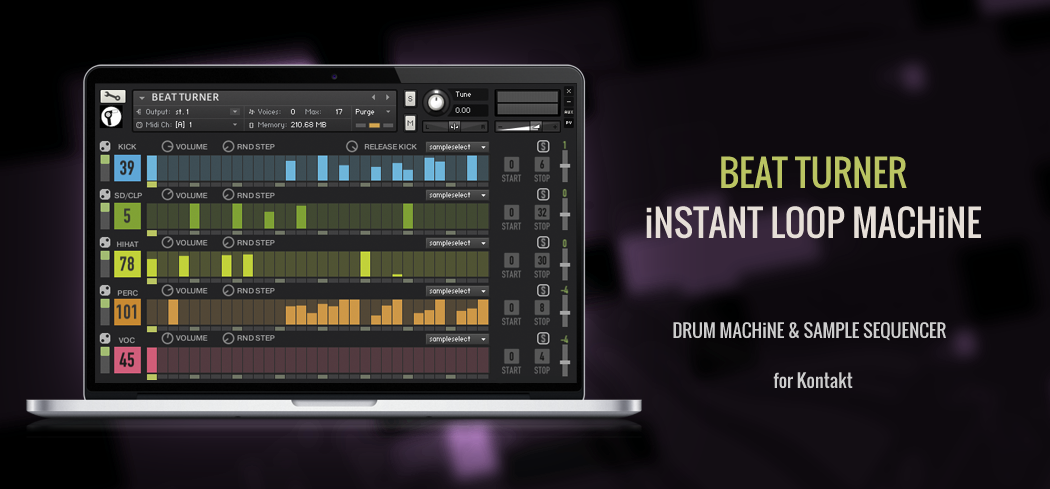 BEAT TURNER
Output: st.1 Voices: 0 Max: 17 Purge
Midi Ch: [A] 1 Memory: 210.68 MB
S
M
Tune
0.00
L R
AUX
PV
KICK VOLUME RND STEP RELEASE KICK sampleselect S 1
39 0 6
START STOP
SD/CLP VOLUME RND STEP sampleselect S 0
5 0 32
START STOP
HIHAT VOLUME RND STEP sampleselect S 0
78 0 30
START STOP
PERC VOLUME RND STEP sampleselect S -4
101 0 8
START STOP
VOC VOLUME RND STEP sampleselect S -4
45 0 4
START STOP
BEAT TURNER
iNSTANT LOOP MACHiNE
DRUM MACHiNE & SAMPLE SEQUENCER
for Kontakt